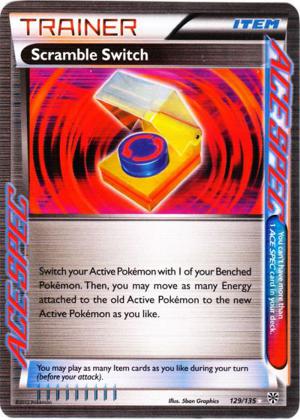 TRAINER
ITEM
Scramble Switch
ACE SPEC
You can't have more than
1 ACE SPEC card in your deck.
ACE SPEC
Switch your Active Pokémon with 1 of your Benched
Pokémon. Then, you may move as many Energy
attached to the old Active Pokémon to the new
Active Pokémon as you like.
You may play as many Item cards as you like during your turn
(before your attack).
Illus. 5ban Graphics
129/135